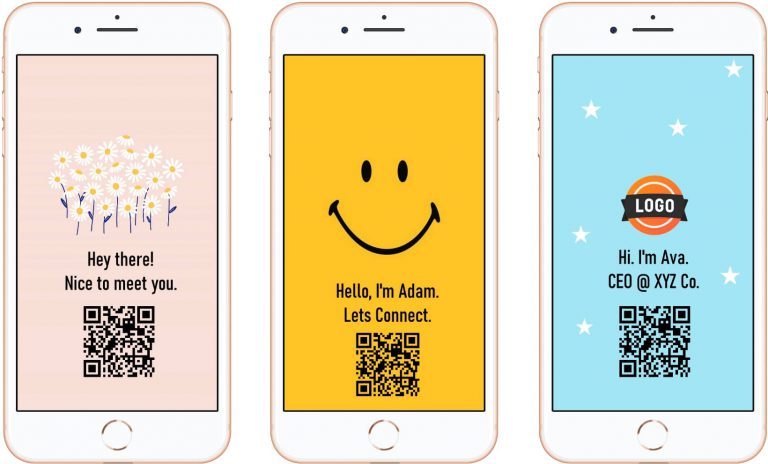 Hey there!
Nice to meet you.
Hello, I'm Adam.
Lets Connect.
LOGO
Hi. I'm Ava.
CEO @ XYZ Co.